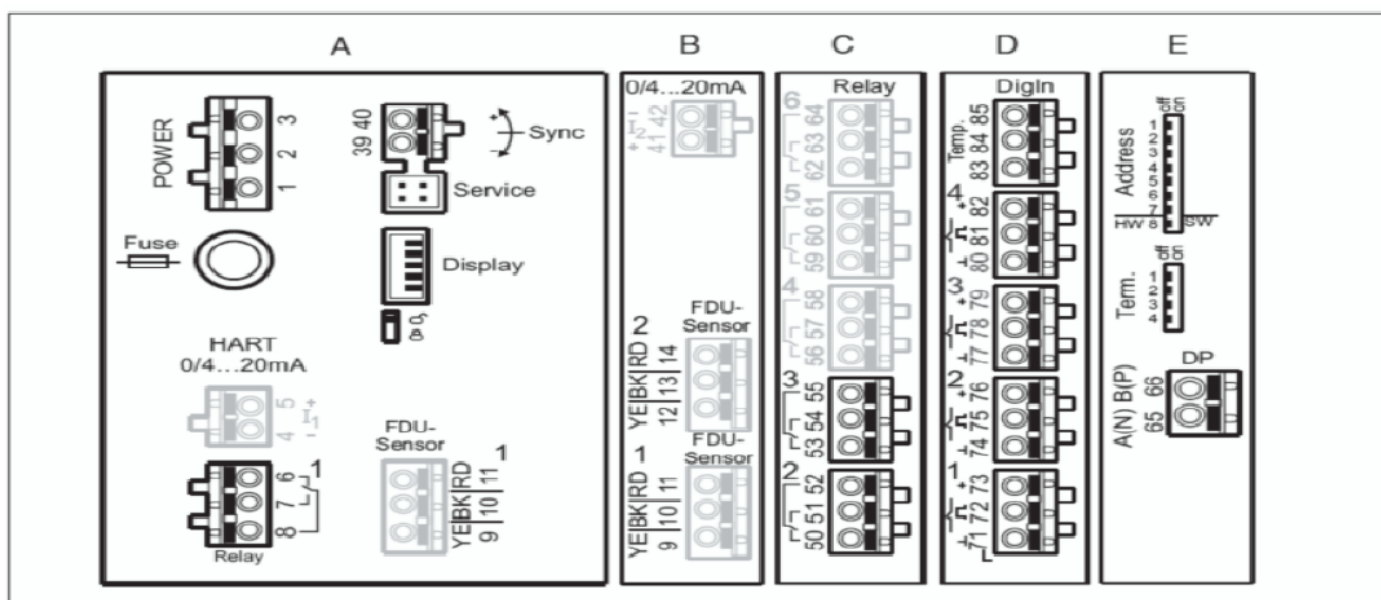 A
B
C
D
E
POWER
3
2
1
39 40
+
-
Sync
Service
Fuse
Display
HART
0/4...20mA
5
4
+
I1
-
6
7
8
1
Relay
FDU-
Sensor
1
YE BK RD
9 10 11
0/4...20mA
-
I2
+
41 42
FDU-
Sensor
2
YE BK RD
12 13 14
FDU-
Sensor
1
YE BK RD
9 10 11
Relay
6
62 63 64
5
59 60 61
4
56 57 58
3
53 54 55
2
50 51 52
DigIn
Temp.
83 84 85
4
+
80 81 82
3
+
77 78 79
2
+
74 75 76
1
+
71 72 73
off
on
Address
1
2
3
4
5
6
7
HW 8 SW
off
on
Term.
1
2
3
4
DP
A(N) B(P)
65 66